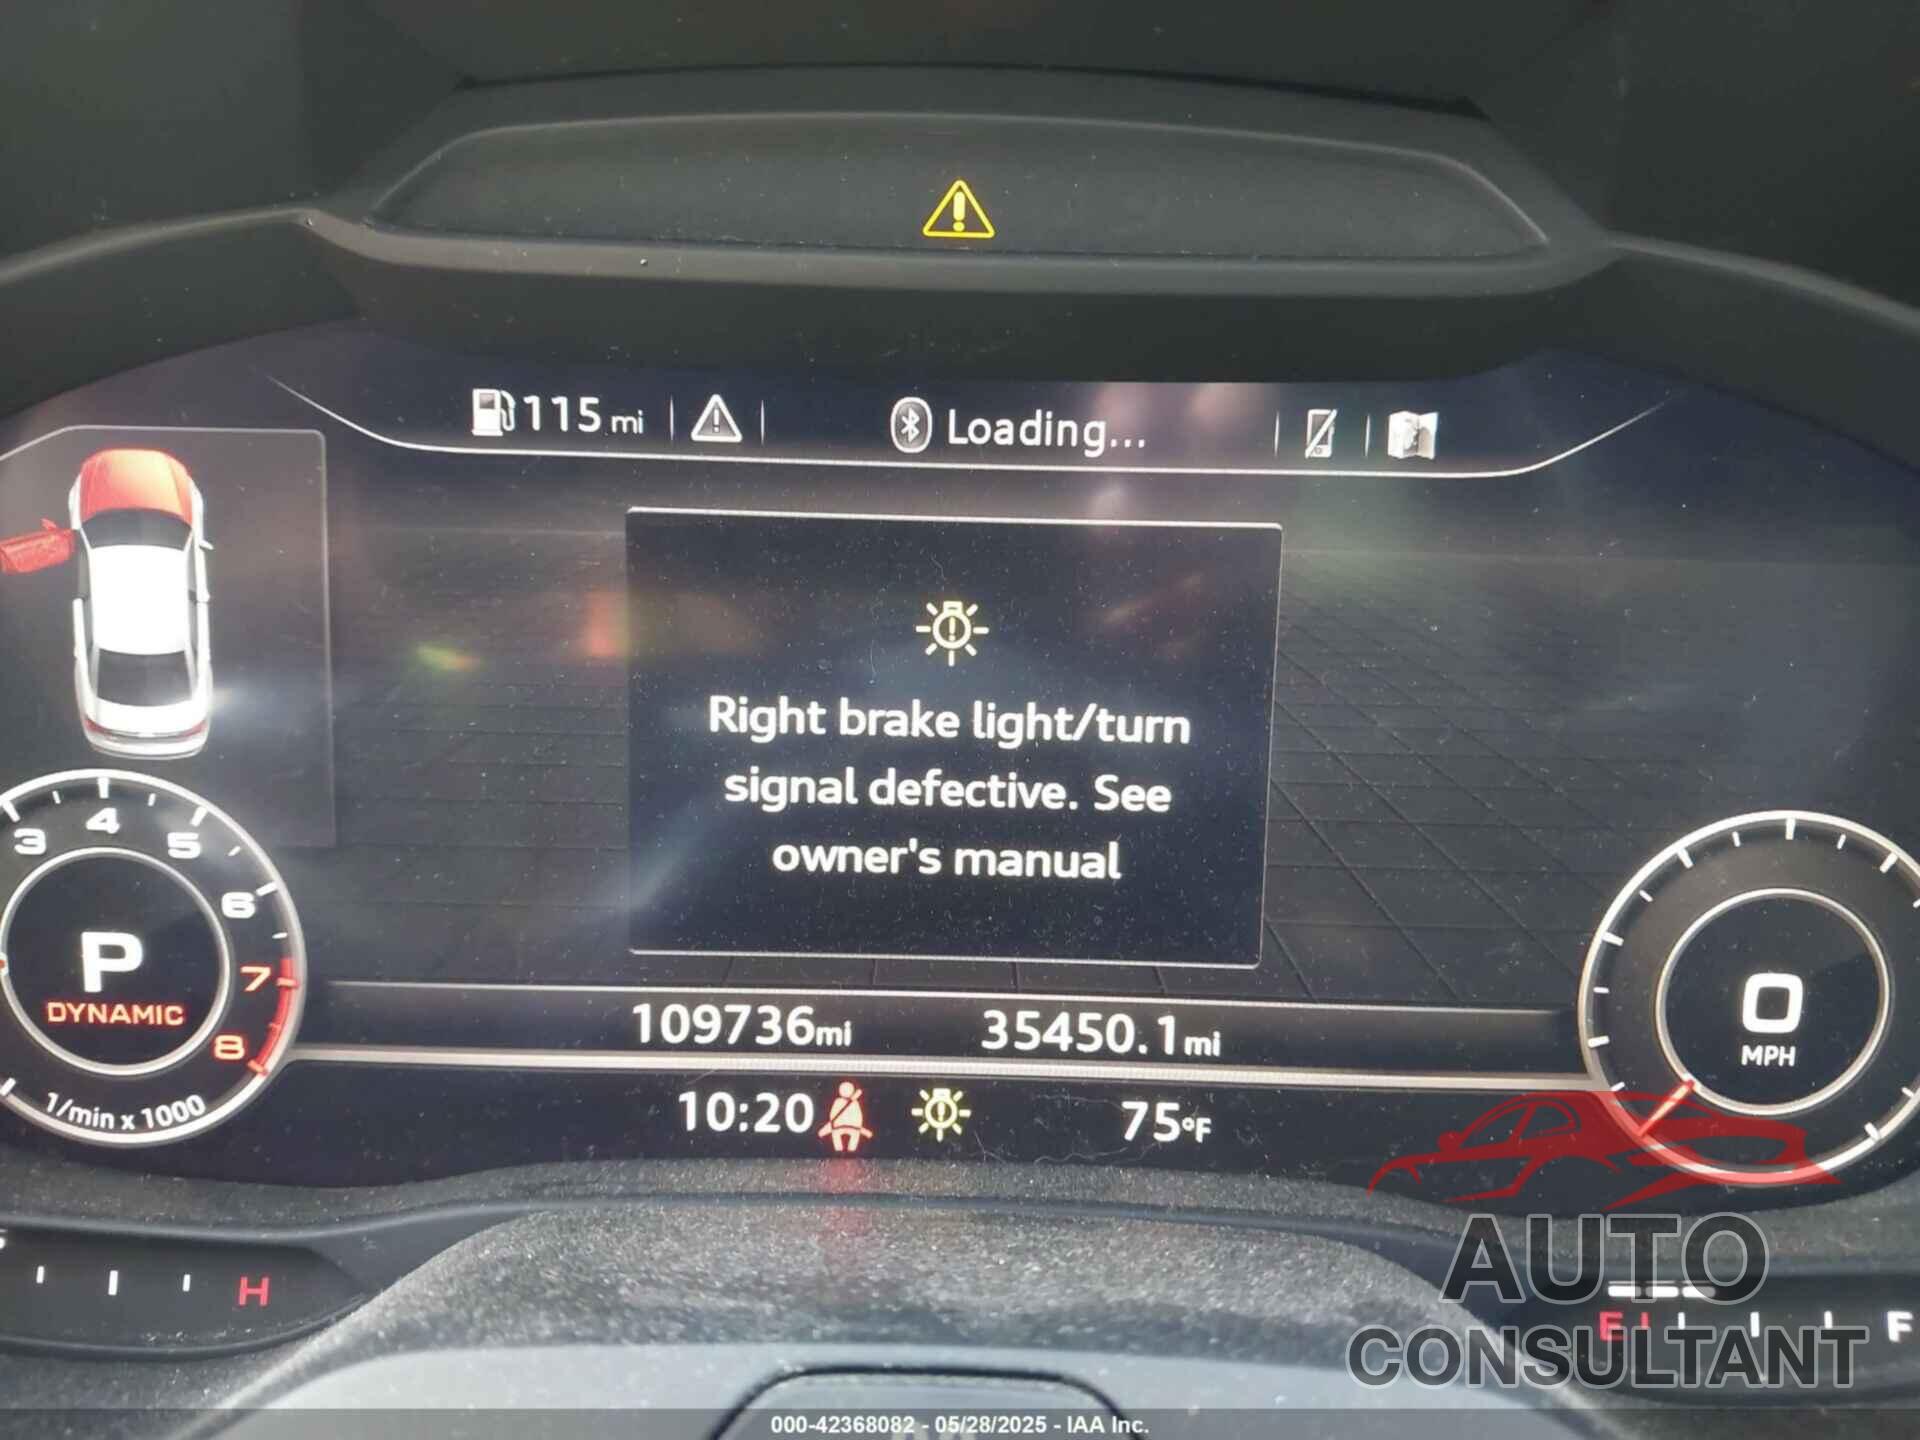 115 mi
Loading...
Right brake light/turn
signal defective. See
owner's manual
3 4 5 6 7 8
P
DYNAMIC
1/min x 1000
0
MPH
109736mi 35450.1mi
10:20 75°F
H
E F
AUTO
CONSULTANT
000-42368082 - 05/28/2025 - IAA Inc.